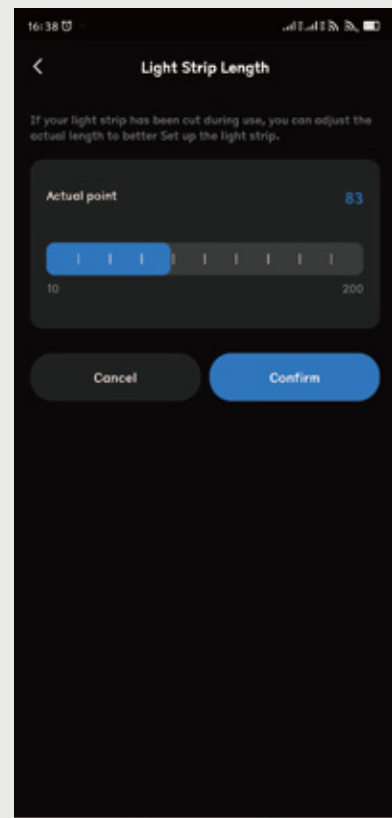 16:38
Light Strip Length
If your light strip has been cut during use, you can adjust the
actual length to better Set up the light strip.
Actual point 83
10 200
Cancel Confirm